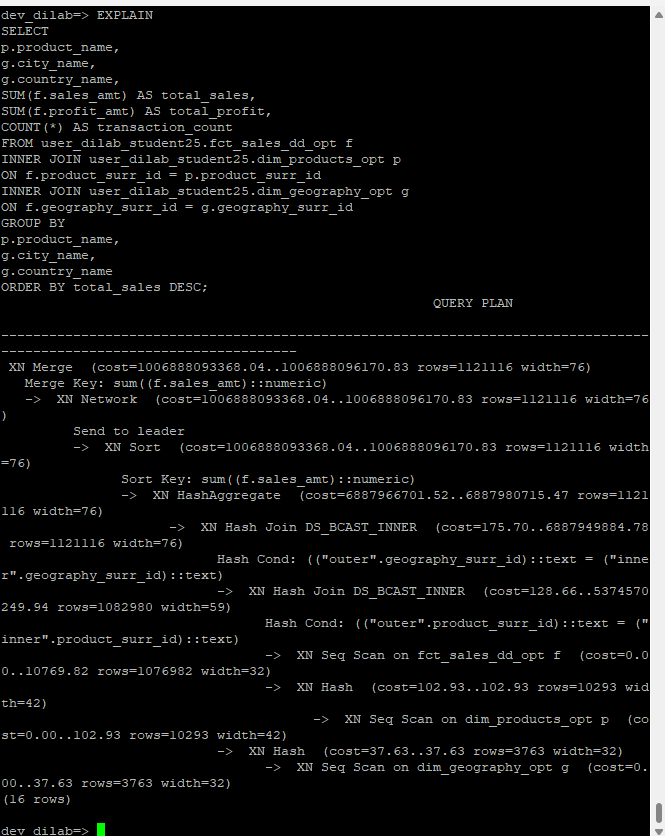 dev_dilab=> EXPLAIN
SELECT
p.product_name,
g.city_name,
g.country_name,
SUM(f.sales_amt) AS total_sales,
SUM(f.profit_amt) AS total_profit,
COUNT(*) AS transaction_count
FROM user_dilab_student25.fct_sales_dd_opt f
INNER JOIN user_dilab_student25.dim_products_opt p
ON f.product_surr_id = p.product_surr_id
INNER JOIN user_dilab_student25.dim_geography_opt g
ON f.geography_surr_id = g.geography_surr_id
GROUP BY
p.product_name,
g.city_name,
g.country_name
ORDER BY total_sales DESC;
                                                      QUERY PLAN
---------------------------------------------------------------------------------
-------------------------------------
 XN Merge  (cost=1006888093368.04..1006888096170.83 rows=1121116 width=76)
   Merge Key: sum((f.sales_amt)::numeric)
   ->  XN Network  (cost=1006888093368.04..1006888096170.83 rows=1121116 width=76
)
         Send to leader
         ->  XN Sort  (cost=1006888093368.04..1006888096170.83 rows=1121116 width
=76)
               Sort Key: sum((f.sales_amt)::numeric)
               ->  XN HashAggregate  (cost=6887966701.52..6887980715.47 rows=1121
116 width=76)
                     ->  XN Hash Join DS_BCAST_INNER  (cost=175.70..6887949884.78
 rows=1121116 width=76)
                           Hash Cond: (("outer".geography_surr_id)::text = ("inne
r".geography_surr_id)::text)
                           ->  XN Hash Join DS_BCAST_INNER  (cost=128.66..5374570
249.94 rows=1082980 width=59)
                                 Hash Cond: (("outer".product_surr_id)::text = ("
inner".product_surr_id)::text)
                                 ->  XN Seq Scan on fct_sales_dd_opt f  (cost=0.0
0..10769.82 rows=1076982 width=32)
                                 ->  XN Hash  (cost=102.93..102.93 rows=10293 wid
th=42)
                                       ->  XN Seq Scan on dim_products_opt p  (co
st=0.00..102.93 rows=10293 width=42)
                           ->  XN Hash  (cost=37.63..37.63 rows=3763 width=32)
                                 ->  XN Seq Scan on dim_geography_opt g  (cost=0.
00..37.63 rows=3763 width=32)
(16 rows)
dev_dilab=>